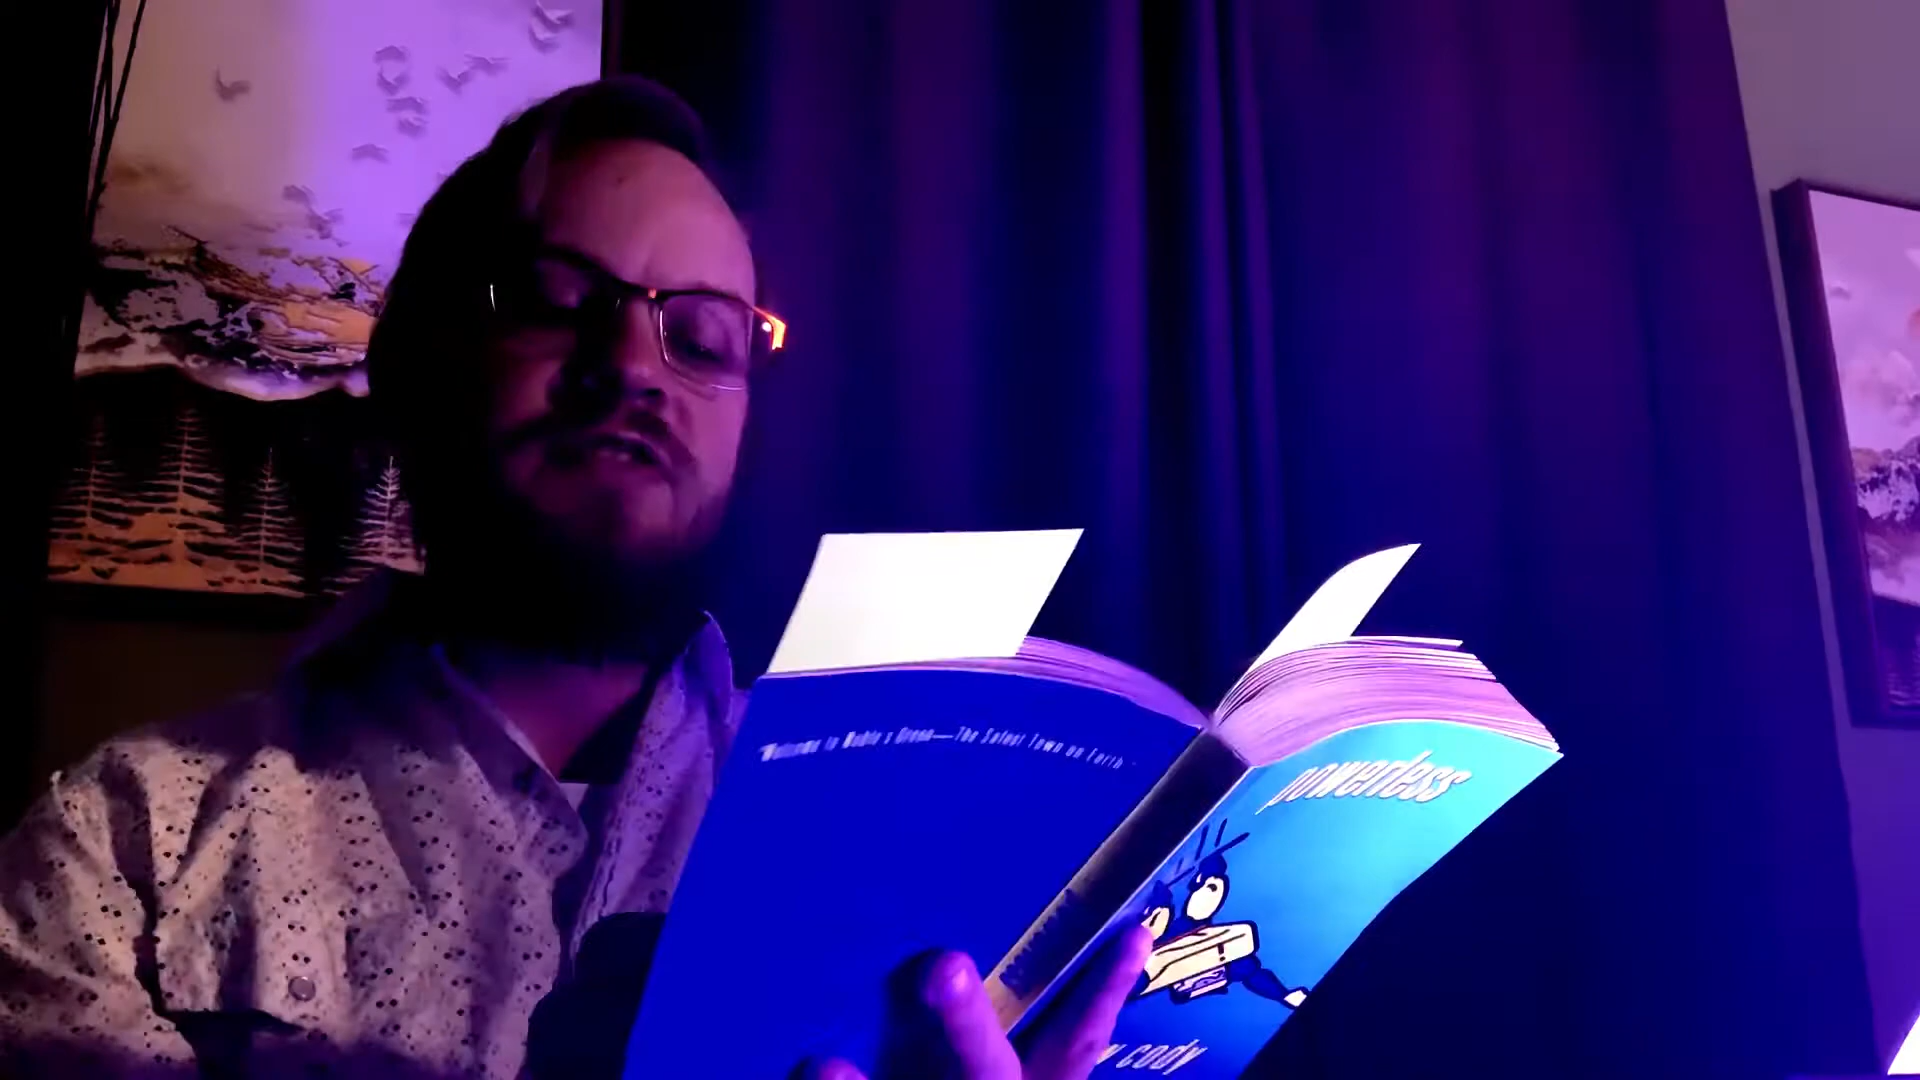 "Welcome to Noble's Green—The Safest Town on Earth"
powerless
cody